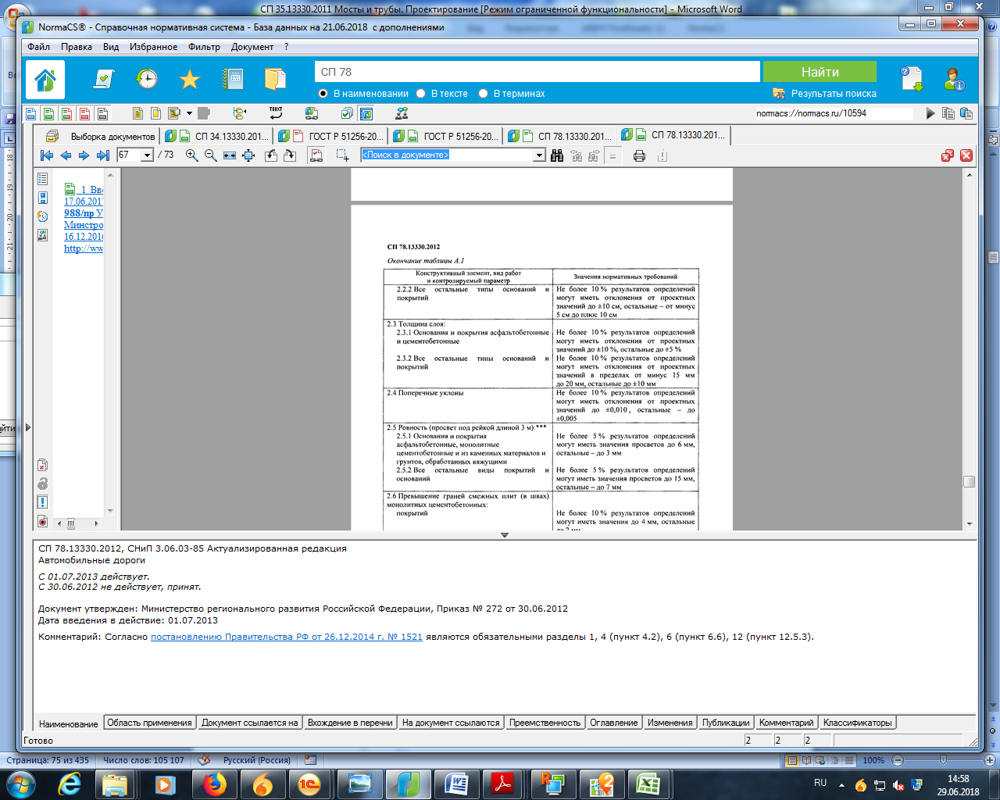 СП 35.13330.2011 Мосты и трубы. Проектирование [Режим ограниченной функциональности] - Microsoft Word
NormaCS® - Справочная нормативная система - База данных на 21.06.2018 с дополнениями
Файл Правка Вид Избранное Фильтр Документ ?
СП 78
Найти
В наименовании В тексте В терминах
Результаты поиска
ТЕКСТ
normacs://normacs.ru/10594
Выборка документов СП 34.13330.201... ГОСТ Р 51256-20... ГОСТ Р 51256-20... СП 78.13330.201... СП 78.13330.201...
67 / 73
<Поиск в документе>
1 Вве
17.06.201
988/пр У
Минстро
16.12.2016
http://ww
СП 78.13330.2012
Окончание таблицы А.1
Конструктивный элемент, вид работ
и контролируемый параметр
Значения нормативных требований
2.2.2 Все остальные типы оснований и
покрытий
Не более 10 % результатов определений
могут иметь отклонения от проектных
значений до ±10 см, остальные – от минус
5 см до плюс 10 см
2.3 Толщина слоя:
2.3.1 Основания и покрытия асфальтобетонные
и цементобетонные
Не более 10 % результатов определений
могут иметь отклонения от проектных
значений до ±10 %, остальные до ±5 %
2.3.2 Все остальные типы оснований и
покрытий
Не более 10 % результатов определений
могут иметь отклонения от проектных
значений в пределах от минус 15 мм
до 20 мм, остальные до ±10 мм
2.4 Поперечные уклоны
Не более 10 % результатов определений
могут иметь отклонения от проектных
значений до ±0,010, остальные – до
±0,005
2.5 Ровность (просвет под рейкой длиной 3 м):***
2.5.1 Основания и покрытия
асфальтобетонные, монолитные
цементобетонные и из каменных материалов и
грунтов, обработанных вяжущими
Не более 5 % результатов определений
могут иметь значения просветов до 6 мм,
остальные – до 3 мм
2.5.2 Все остальные виды покрытий и
оснований
Не более 5 % результатов определений
могут иметь значения просветов до 15 мм,
остальные – до 7 мм
2.6 Превышение граней смежных плит (в швах)
монолитных цементобетонных:
покрытий
Не более 10 % результатов определений
могут иметь значения до 4 мм, остальные
до 2 мм
СП 78.13330.2012, СНиП 3.06.03-85 Актуализированная редакция
Автомобильные дороги
С 01.07.2013 действует.
С 30.06.2012 не действует, принят.
Документ утвержден: Министерство регионального развития Российской Федерации, Приказ № 272 от 30.06.2012
Дата введения в действие: 01.07.2013
Комментарий: Согласно постановлению Правительства РФ от 26.12.2014 г. № 1521 являются обязательными разделы 1, 4 (пункт 4.2), 6 (пункт 6.6), 12 (пункт 12.5.3).
Наименование Область применения Документ ссылается на Вхождение в перечни На документ ссылаются Преемственность Оглавление Изменения Публикации Комментарий Классификаторы
Готово 2 2 2
Страница: 75 из 435 Число слов: 105 107 Русский (Россия) 100%
RU
14:58
29.06.2018